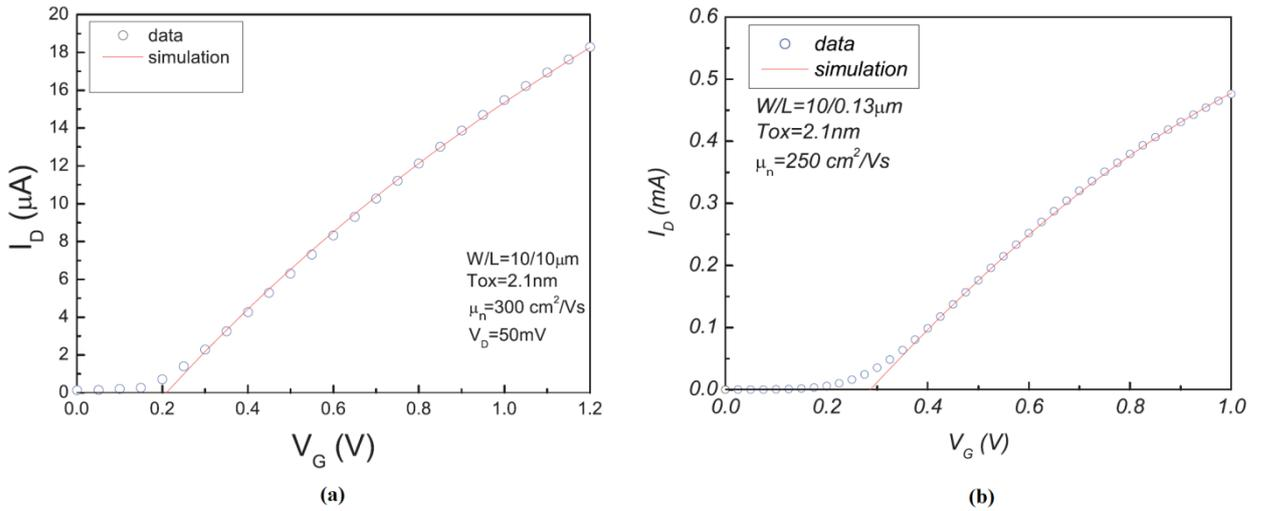 20
18
16
14
12
10
8
6
4
2
0
0.0 0.2 0.4 0.6 0.8 1.0 1.2
I_D (μA)
V_G (V)
data
simulation
W/L=10/10μm
Tox=2.1nm
μ_n=300 cm²/Vs
V_D=50mV
(a)
0.6
0.5
0.4
0.3
0.2
0.1
0.0
0.0 0.2 0.4 0.6 0.8 1.0
I_D (mA)
V_G (V)
data
simulation
W/L=10/0.13μm
Tox=2.1nm
μ_n=250 cm²/Vs
(b)